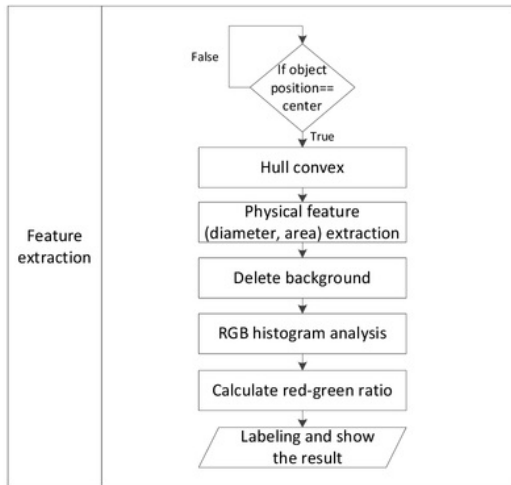 Feature
extraction
False
If object
position==
center
True
Hull convex
Physical feature
(diameter, area) extraction
Delete background
RGB histogram analysis
Calculate red-green ratio
Labeling and show
the result